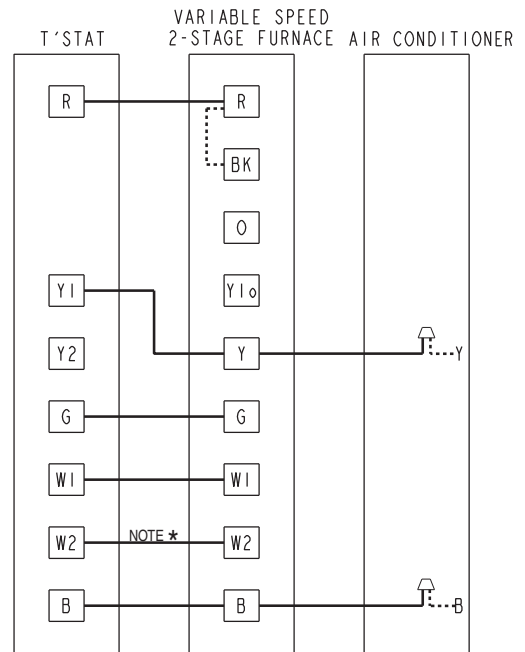 VARIABLE SPEED
T'STAT 2-STAGE FURNACE AIR CONDITIONER
R R
BK
O
Y1 Y1o
Y2 Y Y
G G
W1 W1
W2 NOTE * W2
B B B